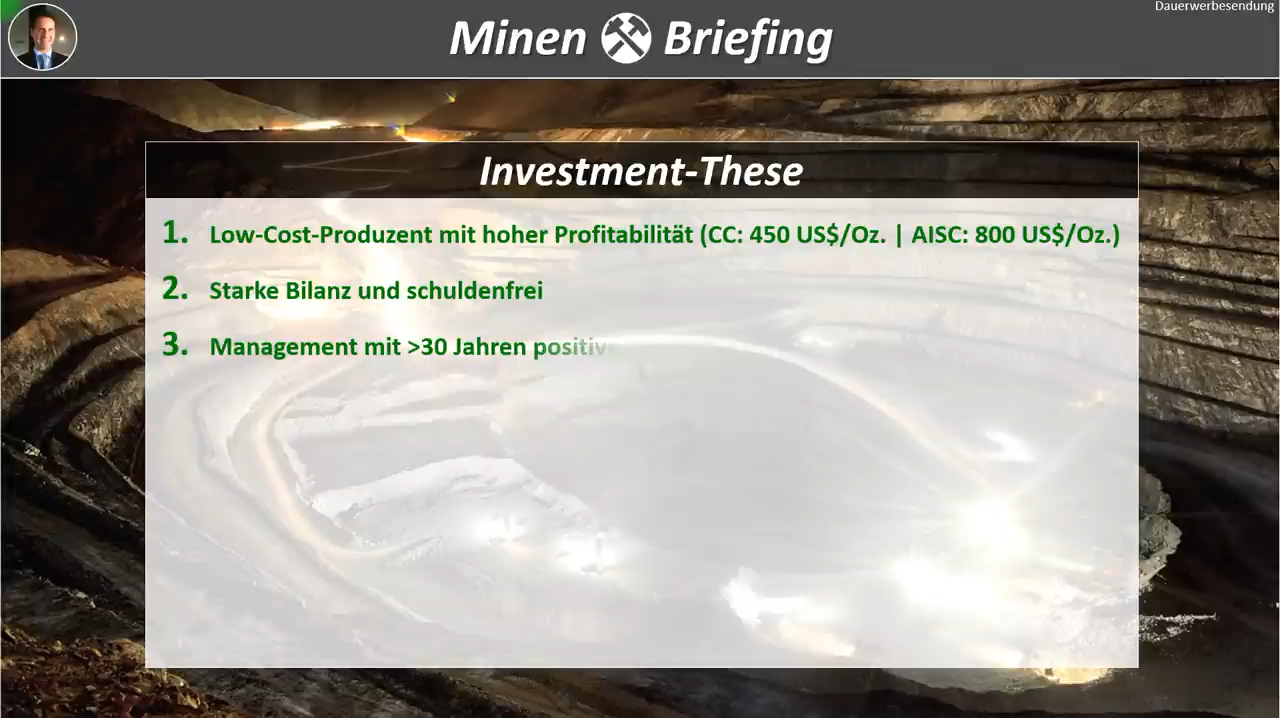 Dauerwerbesendung
Minen Briefing
Investment-These
1. Low-Cost-Produzent mit hoher Profitabilität (CC: 450 US$/Oz. | AISC: 800 US$/Oz.)
2. Starke Bilanz und schuldenfrei
3. Management mit >30 Jahren positiv